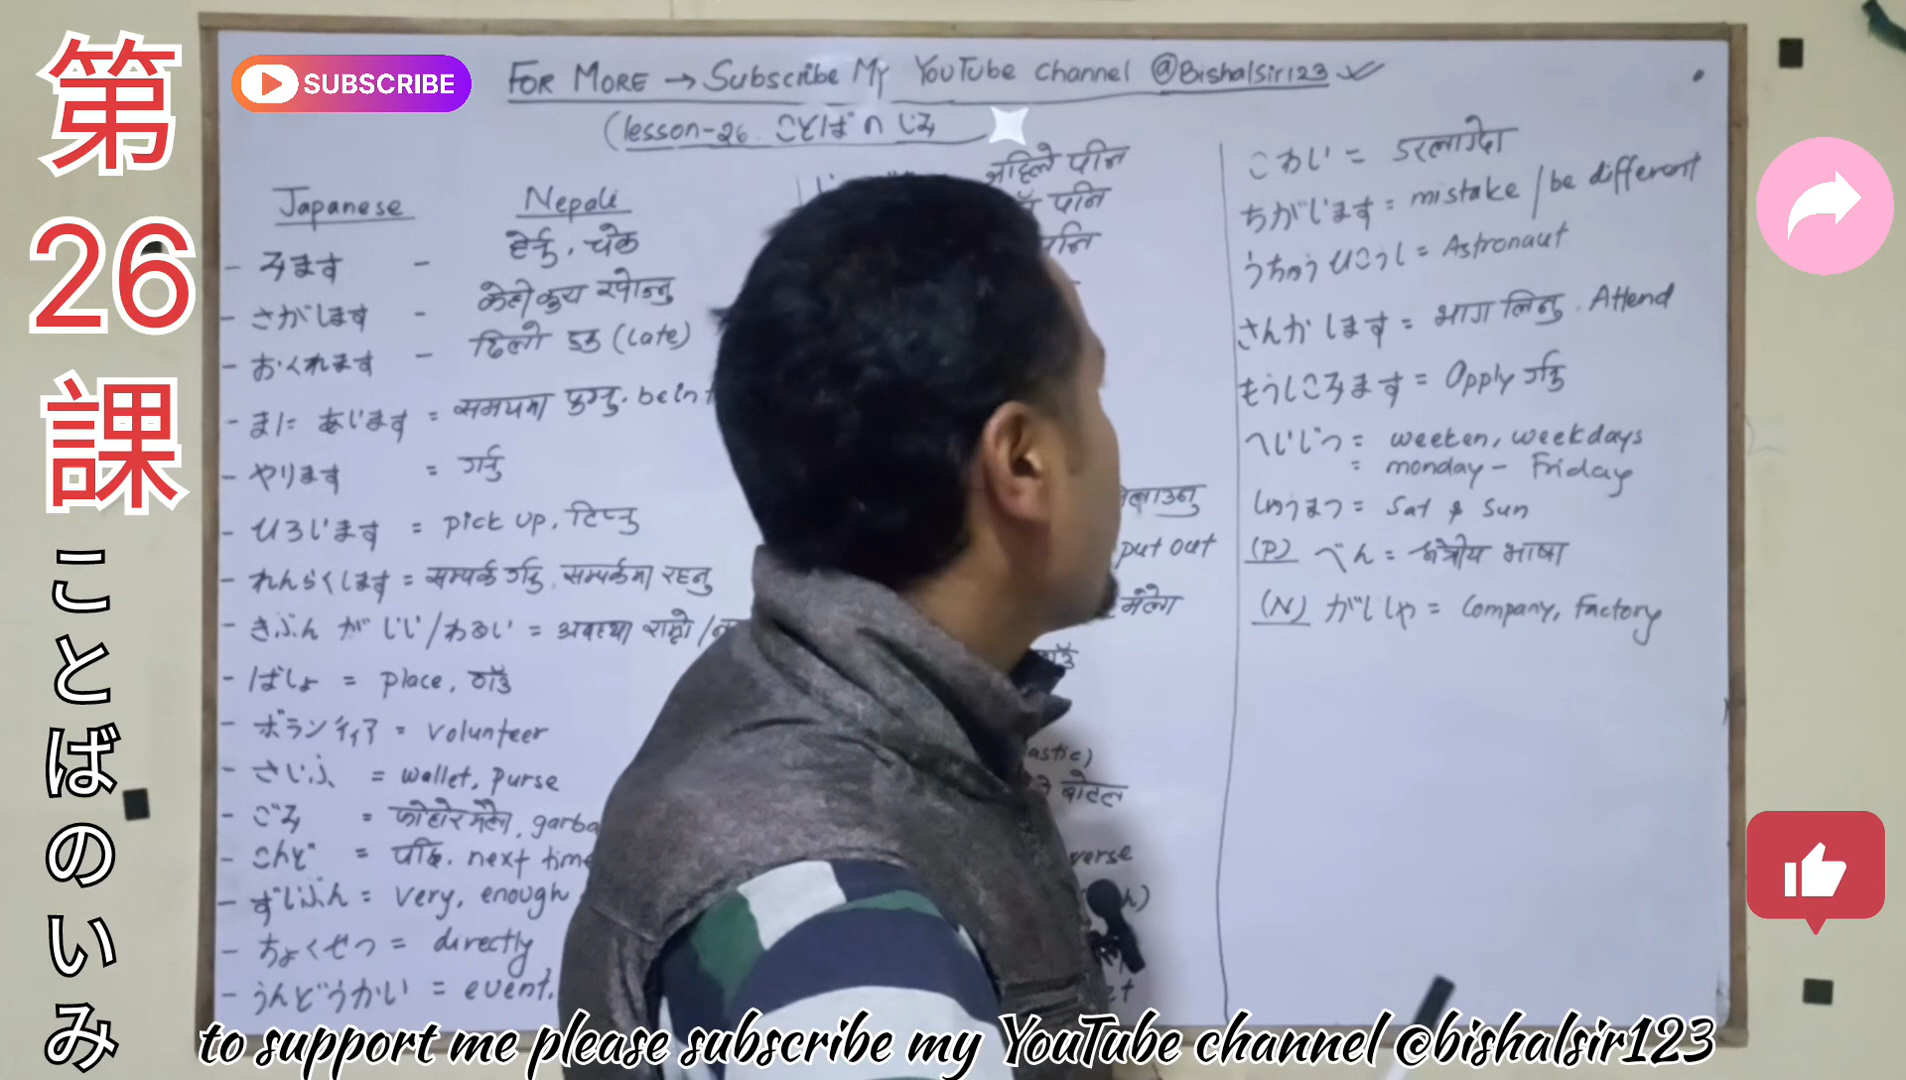 第26課 ことばのいみ
SUBSCRIBE
FOR MORE → Subscribe My YouTube channel @Bishalsir123
(lesson-26. ことばのいみ
Japanese Nepali
- みます - हेर्नु, चेक
- さがします - केही कुरा खोज्नु
- おくれます - ढिलो हुनु (late)
- まにあいます = समयमा पुग्नु. be in
- やります = गर्नु
- ひろいます = pick up, टिप्नु
- れんらくします = सम्पर्क गर्नु, सम्पर्कमा रहनु
- きぶんがいい/わるい = अवस्था राम्रो /
- ばしょ = place, ठाउँ
- ボランティア = volunteer
- さいふ = wallet, purse
- ごみ = फोहोर मैला, garba
- こんど = पछि. next time
- ずいぶん = very, enough
- ちょくせつ = directly
- うんどうかい = event.
अहिले पनि
पनि
पनि
put out
मैला
astic)
बोटल
verse
こわい = डरलाग्दो
ちがいます = mistake / be different
うちゅうひこうし = Astronaut
さんかします = भाग लिनु. Attend
もうしこみます = Apply गर्नु
へいじつ = weeken, weekdays
= monday - Friday
しゅうまつ = Sat & Sun
(P) べん = क्षेत्रीय भाषा
(N) がいしゃ = Company, Factory
to support me please subscribe my YouTube channel @bishalsir123